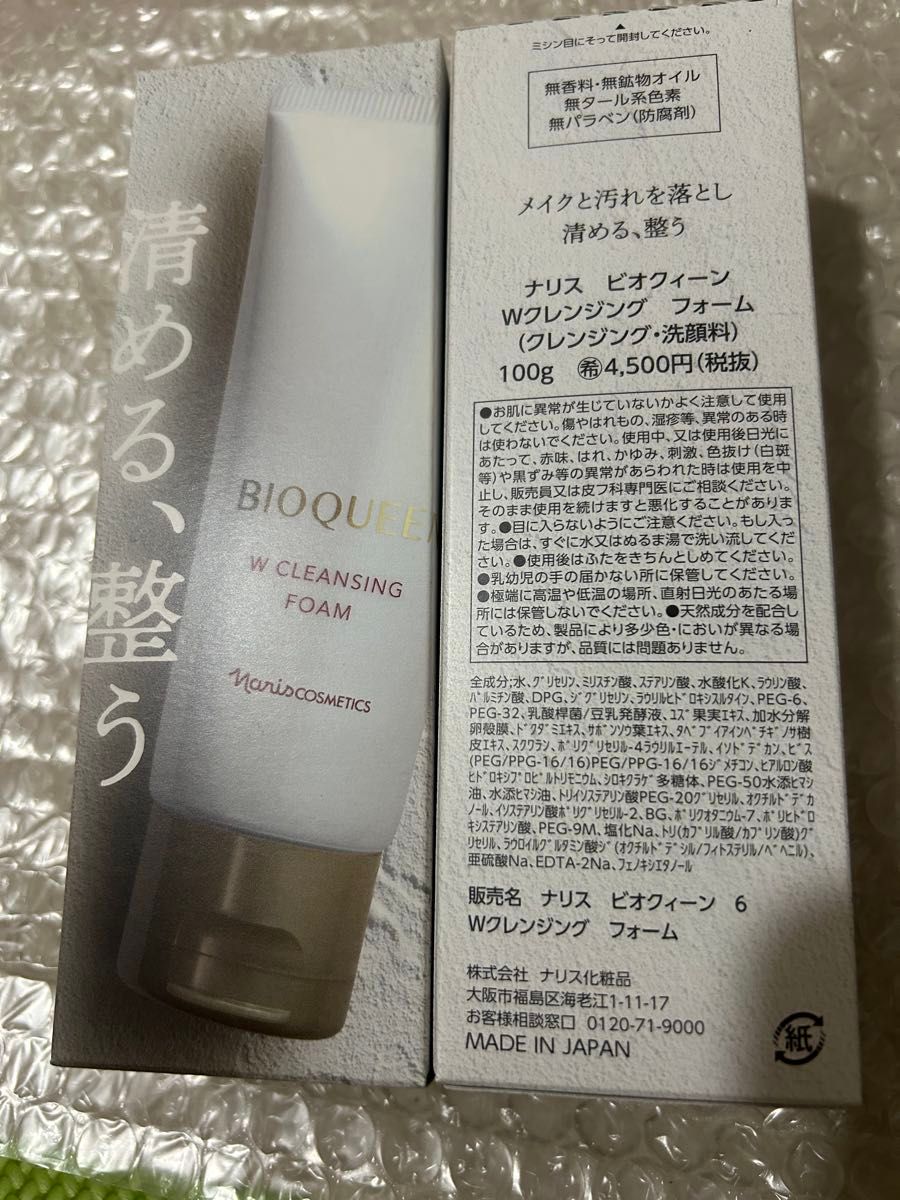 清める、整う
BIOQUEE
W CLEANSING
FOAM
Naris COSMETICS
ミシン目にそって開封してください。
無香料・無鉱物オイル
無タール系色素
無パラベン(防腐剤)
メイクと汚れを落とし
清める、整う
ナリス ビオクィーン
Wクレンジング フォーム
(クレンジング・洗顔料)
100g ㊭4,500円(税抜)
●お肌に異常が生じていないかよく注意して使用
してください。傷やはれもの、湿疹等、異常のある時
は使わないでください。使用中、又は使用後日光に
あたって、赤味、はれ、かゆみ、刺激、色抜け(白斑
等)や黒ずみ等の異常があらわれた時は使用を中
止し、販売員又は皮フ科専門医にご相談ください。
そのまま使用を続けますと悪化することがありま
す。●目に入らないようにご注意ください。もし入っ
た場合は、すぐに水又はぬるま湯で洗い流してくだ
さい。●使用後はふたをきちんとしめてください。
●乳幼児の手の届かない所に保管してください。
●極端に高温や低温の場所、直射日光のあたる場
所には保管しないでください。●天然成分を配合し
ているため、製品により多少色・においが異なる場
合がありますが、品質には問題ありません。
全成分;水、グリセリン、ミリスチン酸、ステアリン酸、水酸化K、ラウリン酸、
パルミチン酸、DPG、ジグリセリン、ラウリルヒドロキシスルタイン、PEG-6、
PEG-32、乳酸桿菌/豆乳発酵液、ユズ果実エキス、加水分解
卵殻膜、ドクダミエキス、サボンソウ葉エキス、タベブイアインペチギノサ樹
皮エキス、スクワラン、ポリグリセリル-4ラウリルエーテル、イソドデカン、ビス
(PEG/PPG-16/16)PEG/PPG-16/16ジメチコン、ヒアルロン酸
ヒドロキシプロピルトリモニウム、シロキクラゲ多糖体、PEG-50水添ヒマシ
油、水添ヒマシ油、トリイソステアリン酸PEG-20グリセリル、オクチルドデカ
ノール、イソステアリン酸ポリグリセリル-2、BG、ポリクオタニウム-7、ポリヒドロ
キシステアリン酸、PEG-9M、塩化Na、トリ(カプリル酸/カプリン酸)グ
リセリル、ラウロイルグルタミン酸ジ(オクチルドデシル/フィトステリル/ベヘニル)、
亜硫酸Na、EDTA-2Na、フェノキシエタノール
販売名 ナリス ビオクィーン 6
Wクレンジング フォーム
株式会社 ナリス化粧品
大阪市福島区海老江1-11-17
お客様相談窓口 0120-71-9000
MADE IN JAPAN
紙